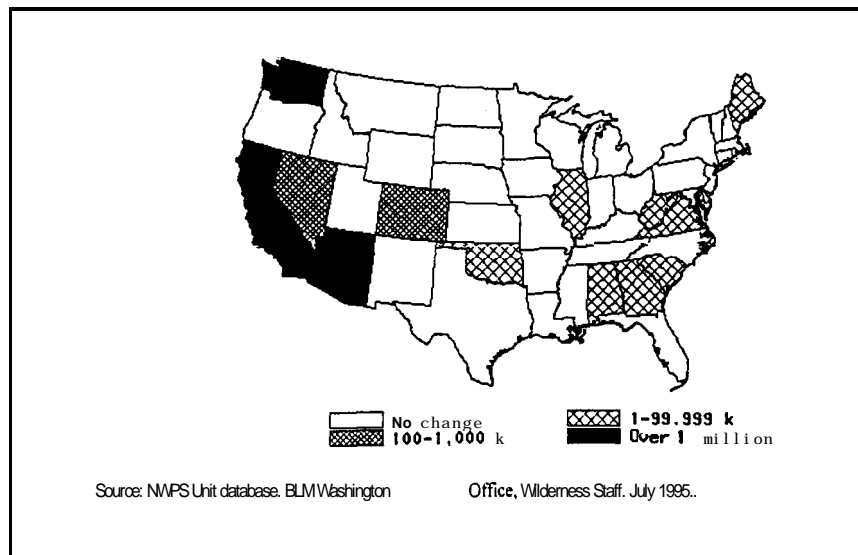 No change
1-99.999 k
100-1,000 k
Over 1 million
Source: NWPS Unit database. BLM Washington Office, Wilderness Staff. July 1995..